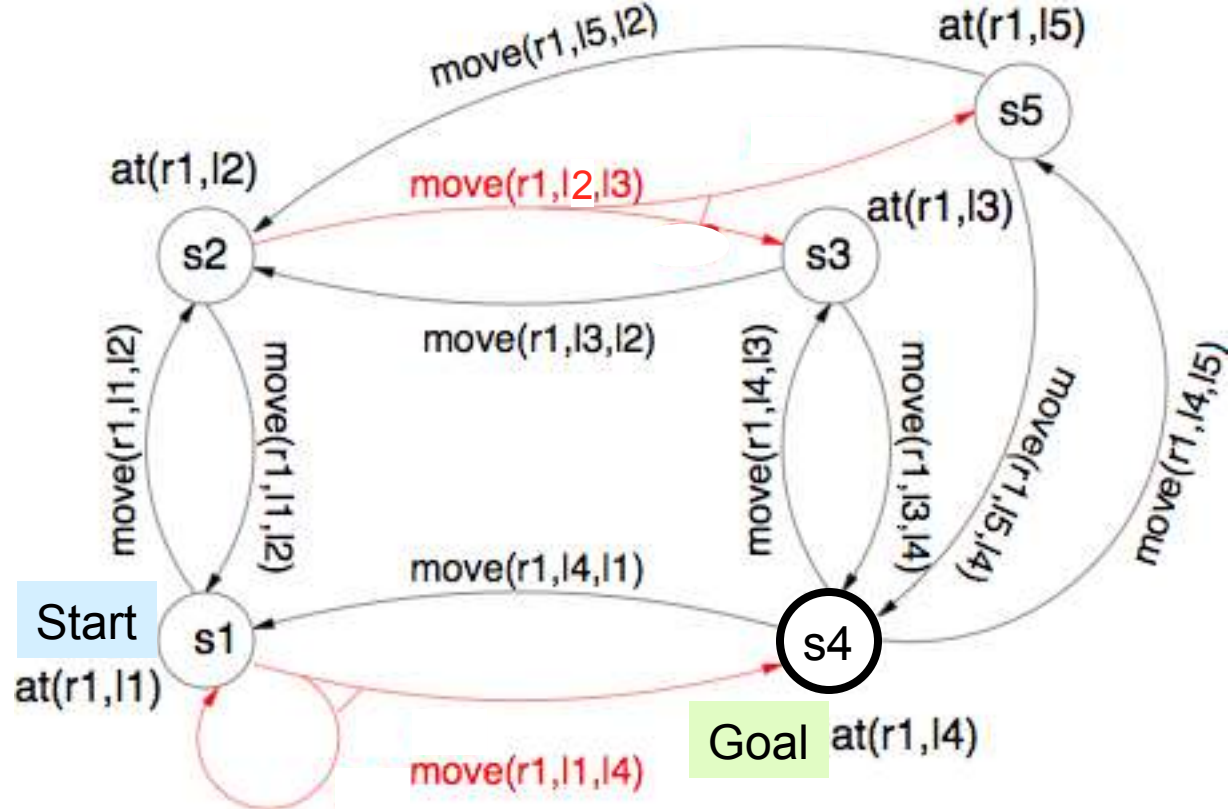 move(r1,l5,l2)
at(r1,l5)
s5
at(r1,l2)
move(r1,l2,l3)
at(r1,l3)
s2
s3
move(r1,l3,l2)
move(r1,l1,l2)
move(r1,l1,l2)
move(r1,l4,l3)
move(r1,l3,l4)
move(r1,l5,l4)
move(r1,l4,l5)
move(r1,l4,l1)
Start
s1
s4
at(r1,l1)
Goal
at(r1,l4)
move(r1,l1,l4)